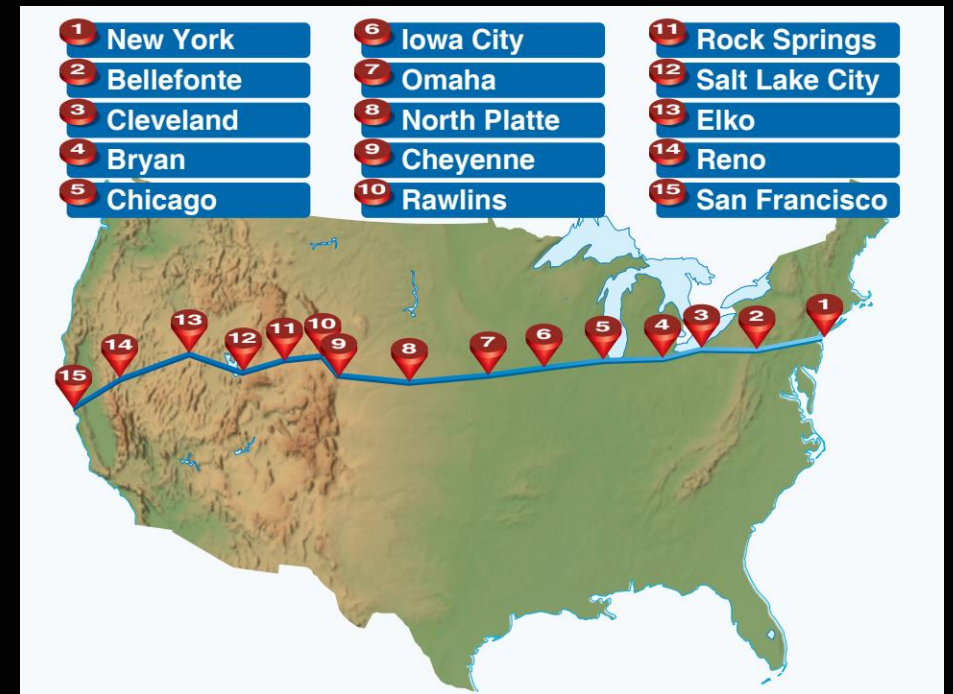 1 New York
2 Bellefonte
3 Cleveland
4 Bryan
5 Chicago
6 Iowa City
7 Omaha
8 North Platte
9 Cheyenne
10 Rawlins
11 Rock Springs
12 Salt Lake City
13 Elko
14 Reno
15 San Francisco
15
14
13
12
11
10
9
8
7
6
5
4
3
2
1